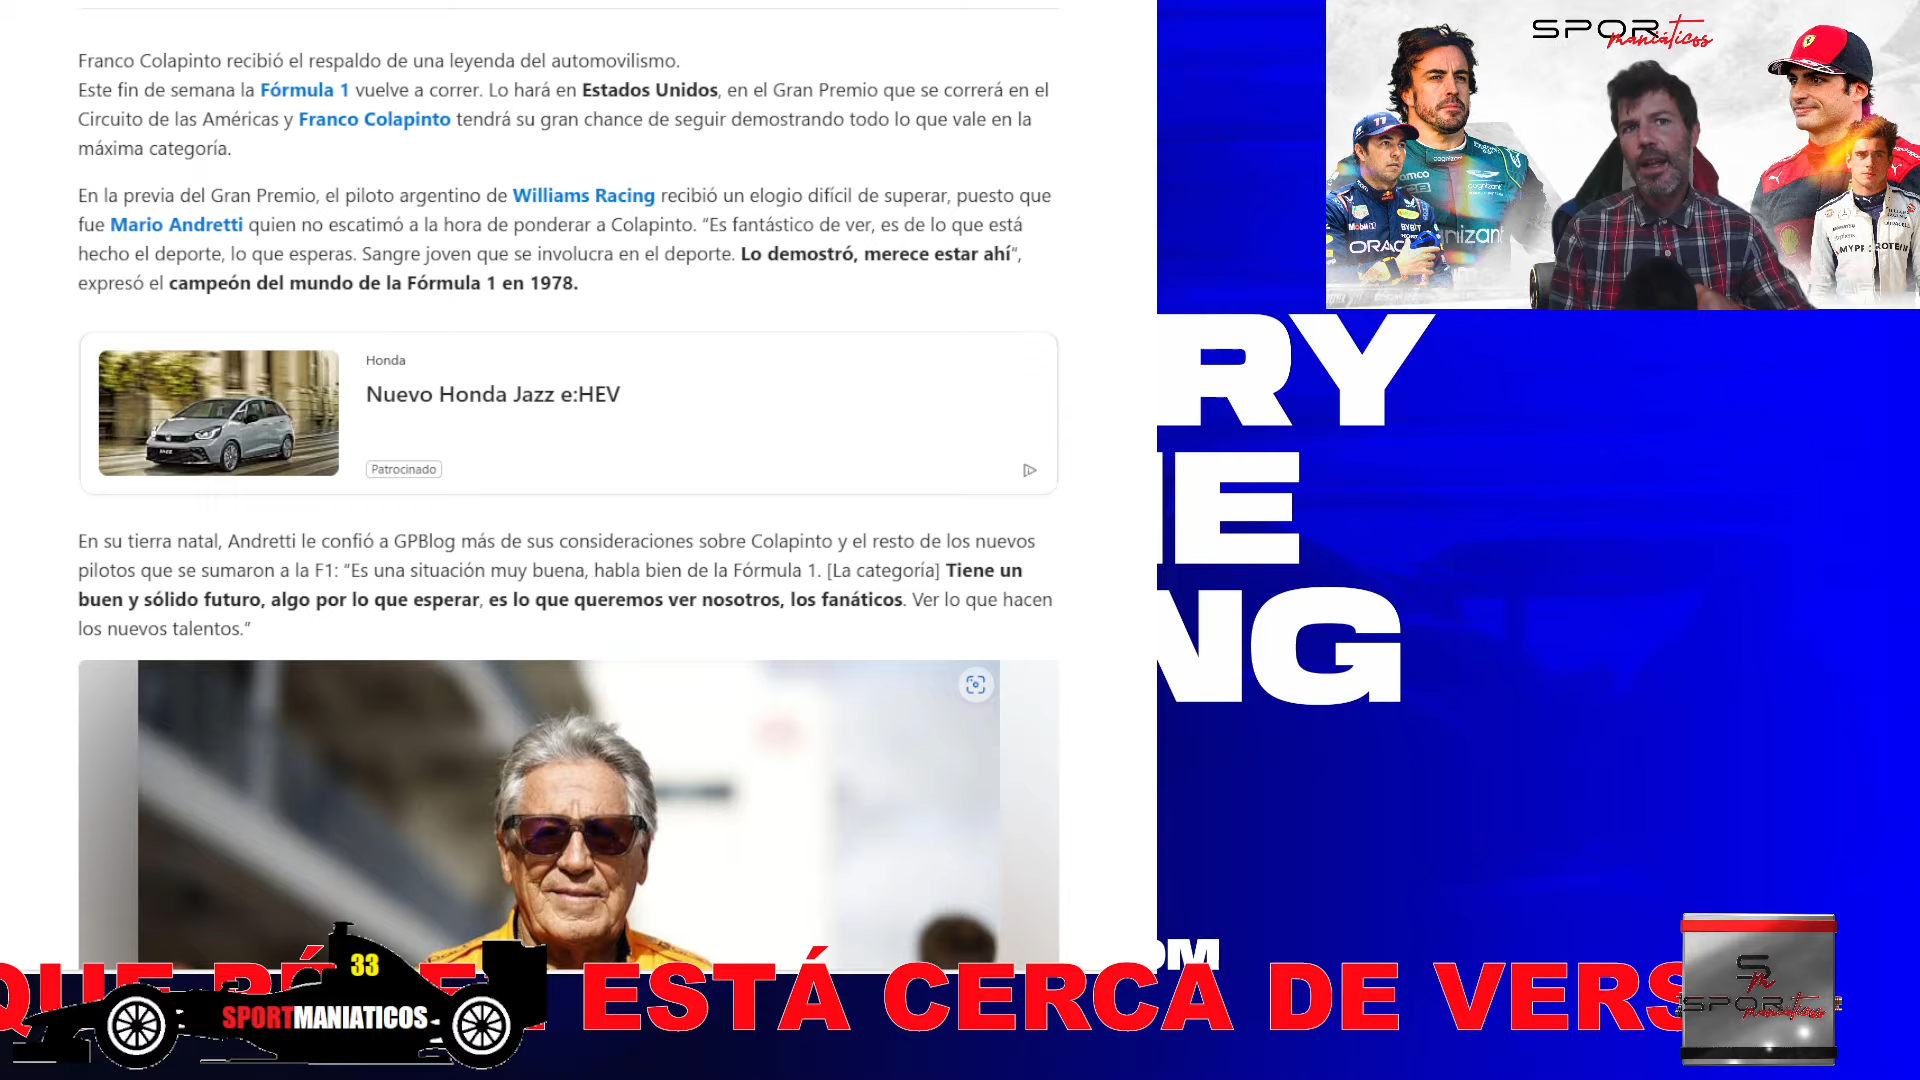 Franco Colapinto recibió el respaldo de una leyenda del automovilismo.
Este fin de semana la Fórmula 1 vuelve a correr. Lo hará en Estados Unidos, en el Gran Premio que se correrá en el
Circuito de las Américas y Franco Colapinto tendrá su gran chance de seguir demostrando todo lo que vale en la
máxima categoría.
En la previa del Gran Premio, el piloto argentino de Williams Racing recibió un elogio difícil de superar, puesto que
fue Mario Andretti quien no escatimó a la hora de ponderar a Colapinto. “Es fantástico de ver, es de lo que está
hecho el deporte, lo que esperas. Sangre joven que se involucra en el deporte. Lo demostró, merece estar ahí”,
expresó el campeón del mundo de la Fórmula 1 en 1978.
Honda
Nuevo Honda Jazz e:HEV
Patrocinado
En su tierra natal, Andretti le confió a GPBlog más de sus consideraciones sobre Colapinto y el resto de los nuevos
pilotos que se sumaron a la F1: “Es una situación muy buena, habla bien de la Fórmula 1. [La categoría] Tiene un
buen y sólido futuro, algo por lo que esperar, es lo que queremos ver nosotros, los fanáticos. Ver lo que hacen
los nuevos talentos.”
SPORT maniáticos
11
cognizant
ORAC
BYBIT
RY
E
NG
OM
QUE
ESTÁ CERCA DE VERS
33
SPORTMANIATICOS
SPORT maniáticos